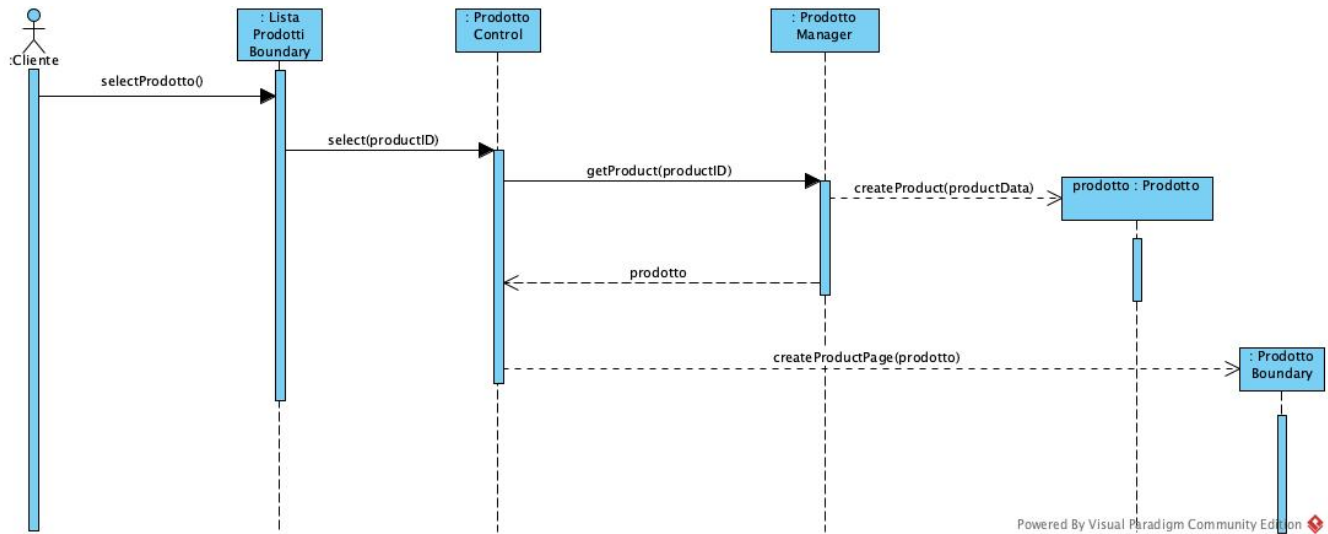 : Lista
Prodotti
Boundary
: Prodotto
Control
: Prodotto
Manager
:Cliente
selectProdotto()
select(productID)
getProduct(productID)
createProduct(productData)
prodotto : Prodotto
prodotto
createProductPage(prodotto)
: Prodotto
Boundary
Powered By Visual Paradigm Community Edition